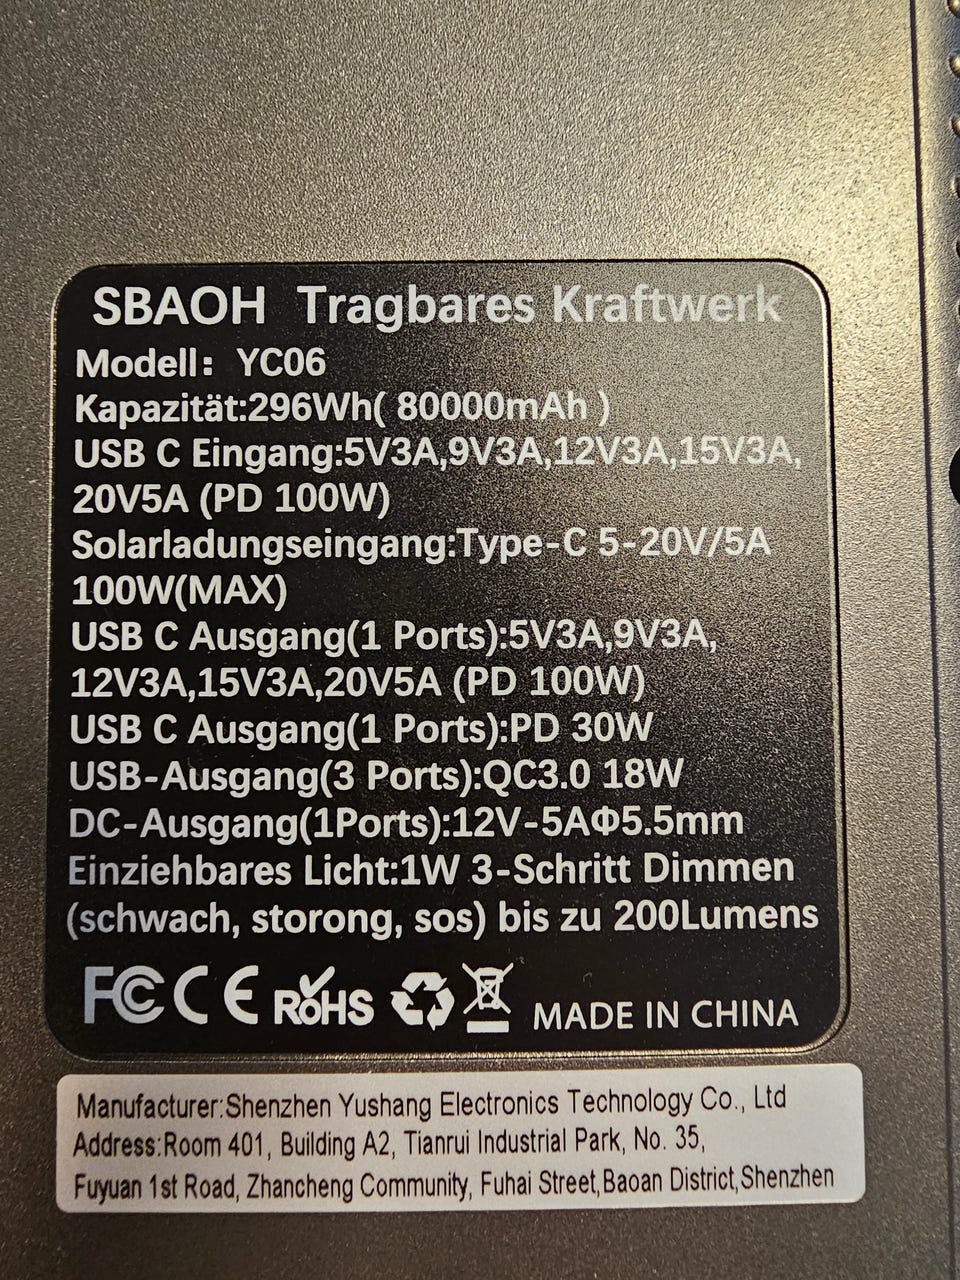 SBAOH Tragbares Kraftwerk
Modell: YC06
Kapazität:296Wh( 80000mAh )
USB C Eingang:5V3A,9V3A,12V3A,15V3A,
20V5A (PD 100W)
Solarladungseingang:Type-C 5-20V/5A
100W(MAX)
USB C Ausgang(1 Ports):5V3A,9V3A,
12V3A,15V3A,20V5A (PD 100W)
USB C Ausgang(1 Ports):PD 30W
USB-Ausgang(3 Ports):QC3.0 18W
DC-Ausgang(1Ports):12V-5AΦ5.5mm
Einziehbares Licht:1W 3-Schritt Dimmen
(schwach, storong, sos) bis zu 200Lumens
FC CE RoHS MADE IN CHINA
Manufacturer:Shenzhen Yushang Electronics Technology Co., Ltd
Address:Room 401, Building A2, Tianrui Industrial Park, No. 35,
Fuyuan 1st Road, Zhancheng Community, Fuhai Street,Baoan District,Shenzhen